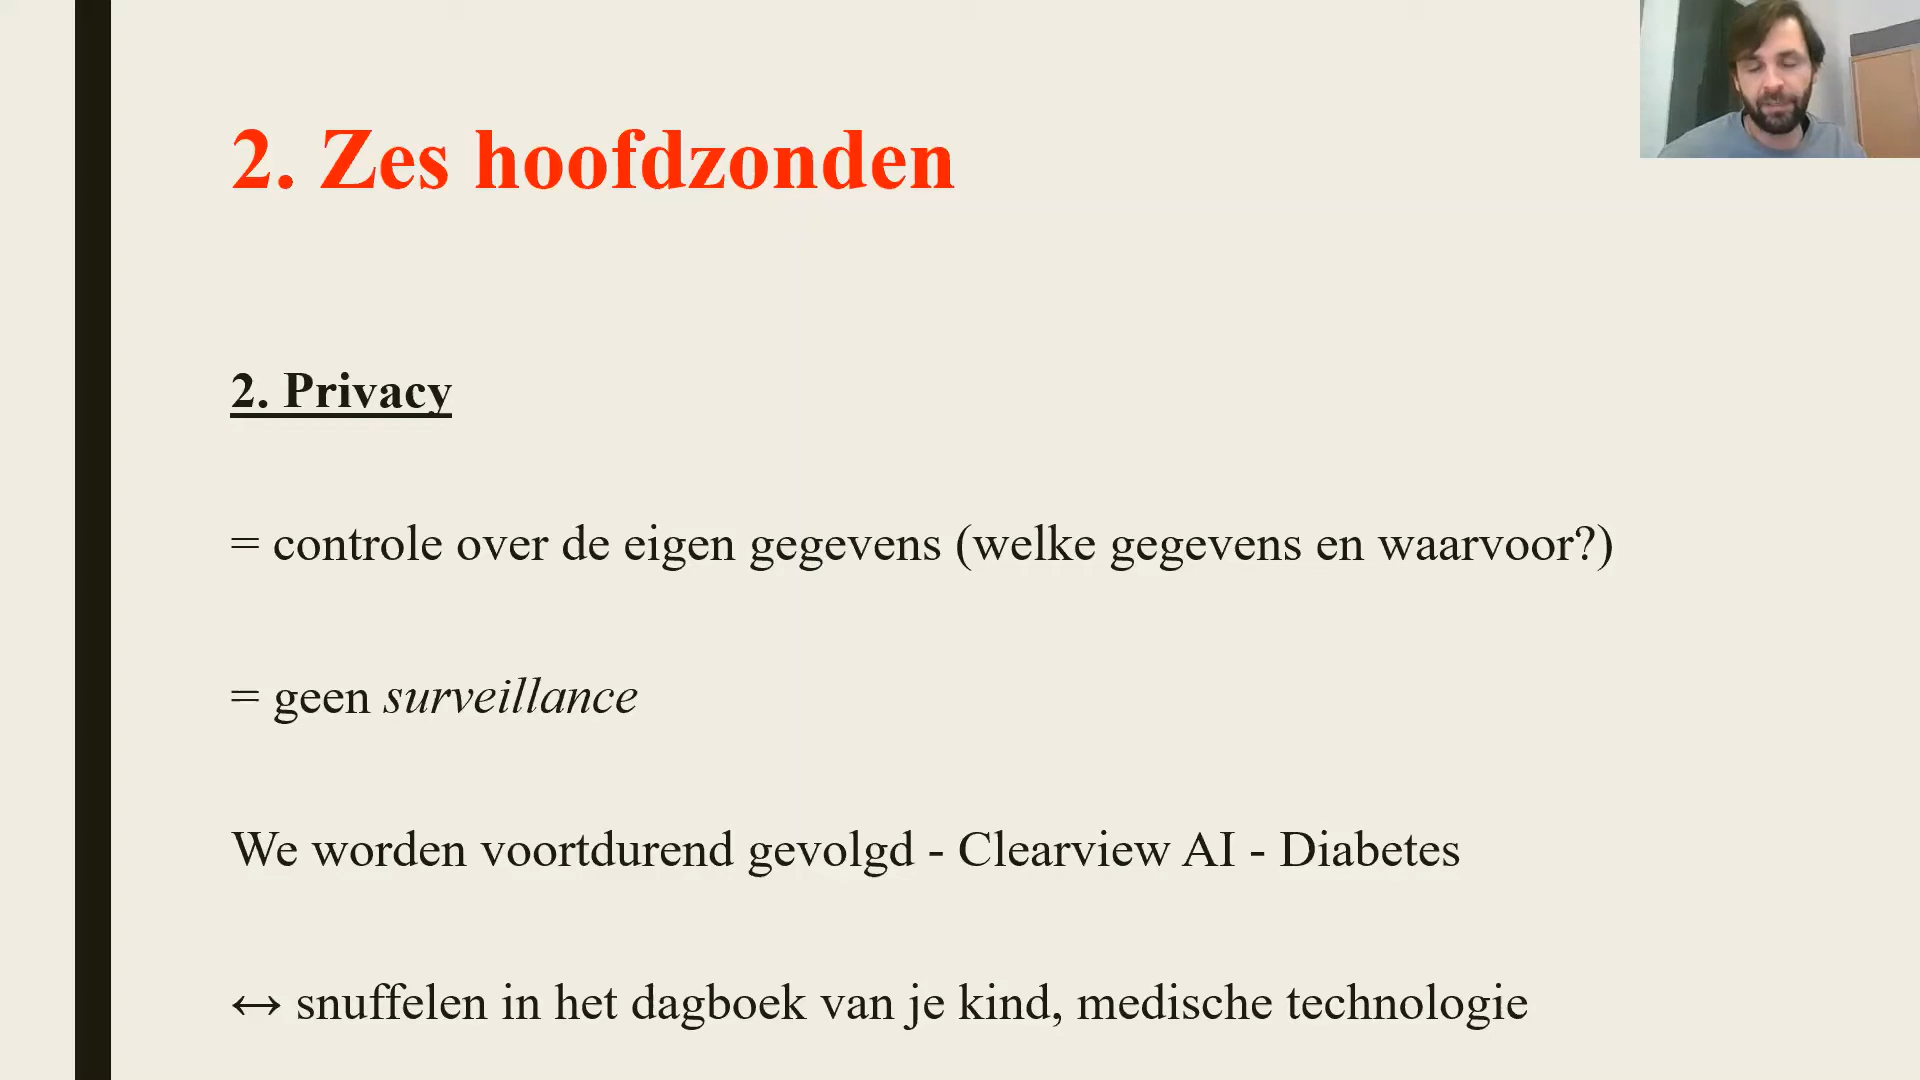 2. Zes hoofdzonden
2. Privacy
= controle over de eigen gegevens (welke gegevens en waarvoor?)
= geen surveillance
We worden voortdurend gevolgd - Clearview AI - Diabetes
↔ snuffelen in het dagboek van je kind, medische technologie